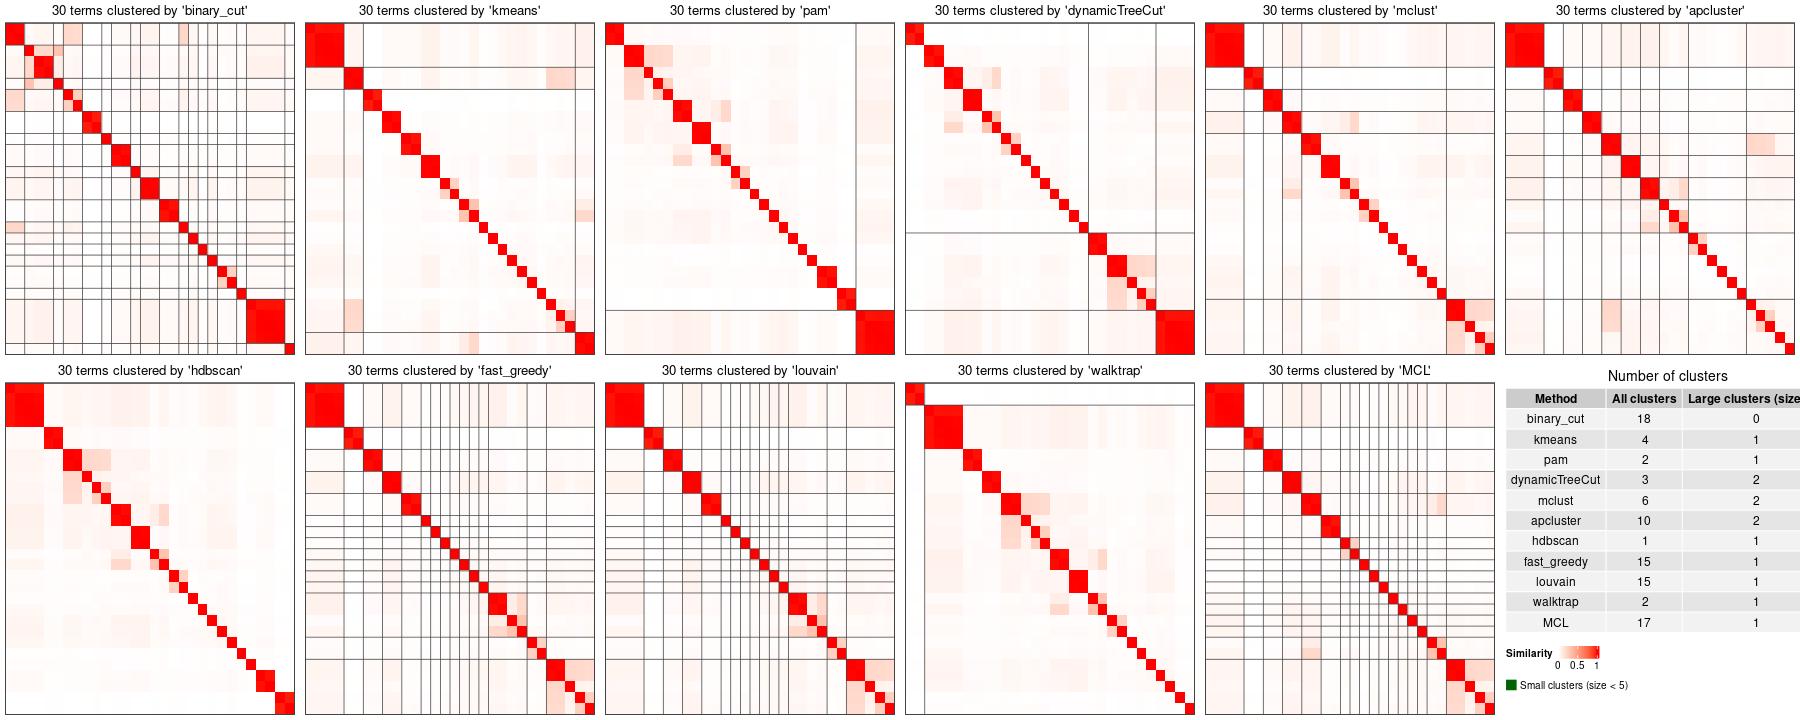 30 terms clustered by 'binary_cut'
30 terms clustered by 'kmeans'
30 terms clustered by 'pam'
30 terms clustered by 'dynamicTreeCut'
30 terms clustered by 'mclust'
30 terms clustered by 'apcluster'
30 terms clustered by 'hdbscan'
30 terms clustered by 'fast_greedy'
30 terms clustered by 'louvain'
30 terms clustered by 'walktrap'
30 terms clustered by 'MCL'
Number of clusters
Method All clusters Large clusters (size
binary_cut 18 0
kmeans 4 1
pam 2 1
dynamicTreeCut 3 2
mclust 6 2
apcluster 10 2
hdbscan 1 1
fast_greedy 15 1
louvain 15 1
walktrap 2 1
MCL 17 1
Similarity
0 0.5 1
Small clusters (size < 5)